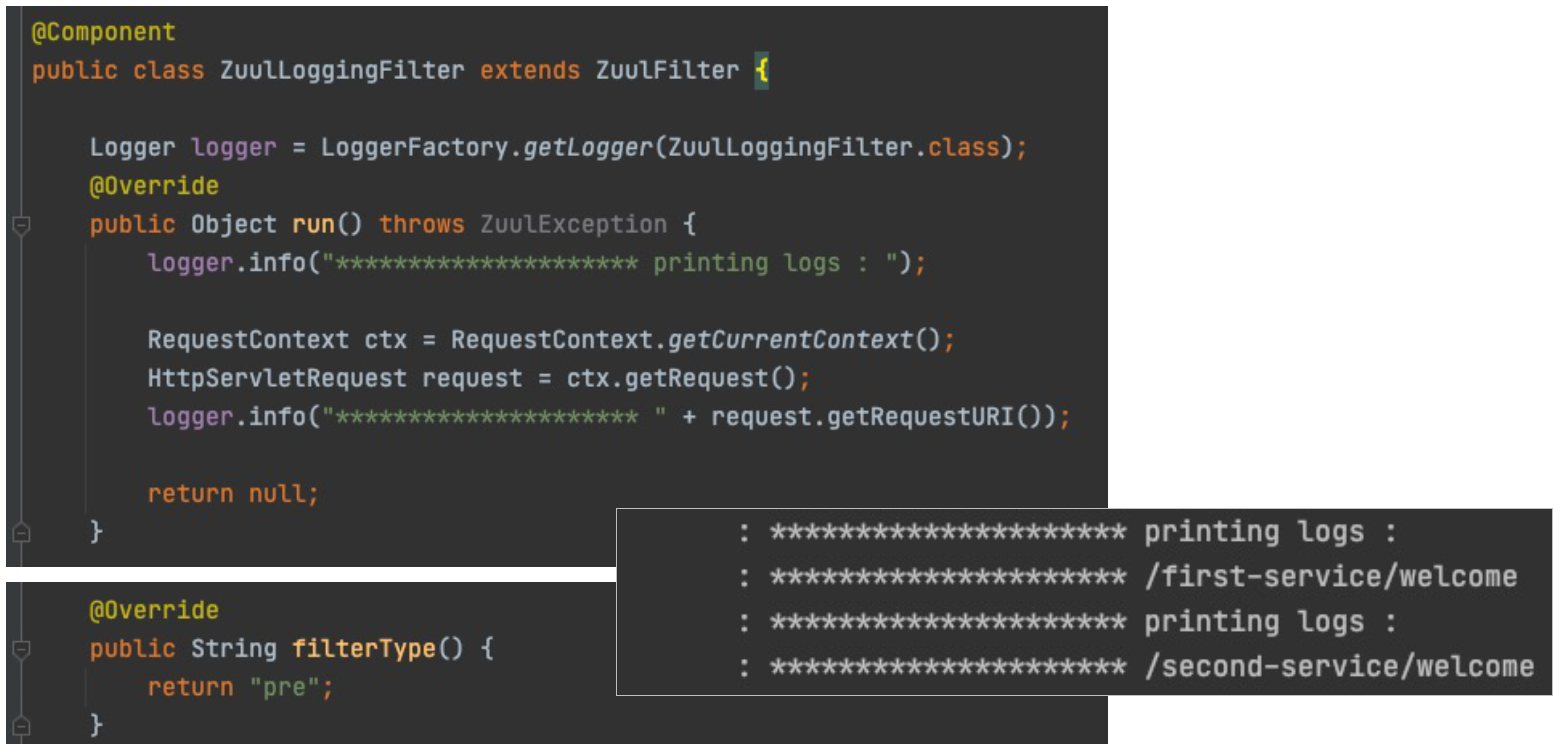 @Component
public class ZuulLoggingFilter extends ZuulFilter {
Logger logger = LoggerFactory.getLogger(ZuulLoggingFilter.class);
@Override
public Object run() throws ZuulException {
logger.info("********************* printing logs : ");
RequestContext ctx = RequestContext.getCurrentContext();
HttpServletRequest request = ctx.getRequest();
logger.info("********************* " + request.getRequestURI());
return null;
}
@Override
public String filterType() {
return "pre";
}
: ********************* printing logs :
: ********************* /first-service/welcome
: ********************* printing logs :
: ********************* /second-service/welcome